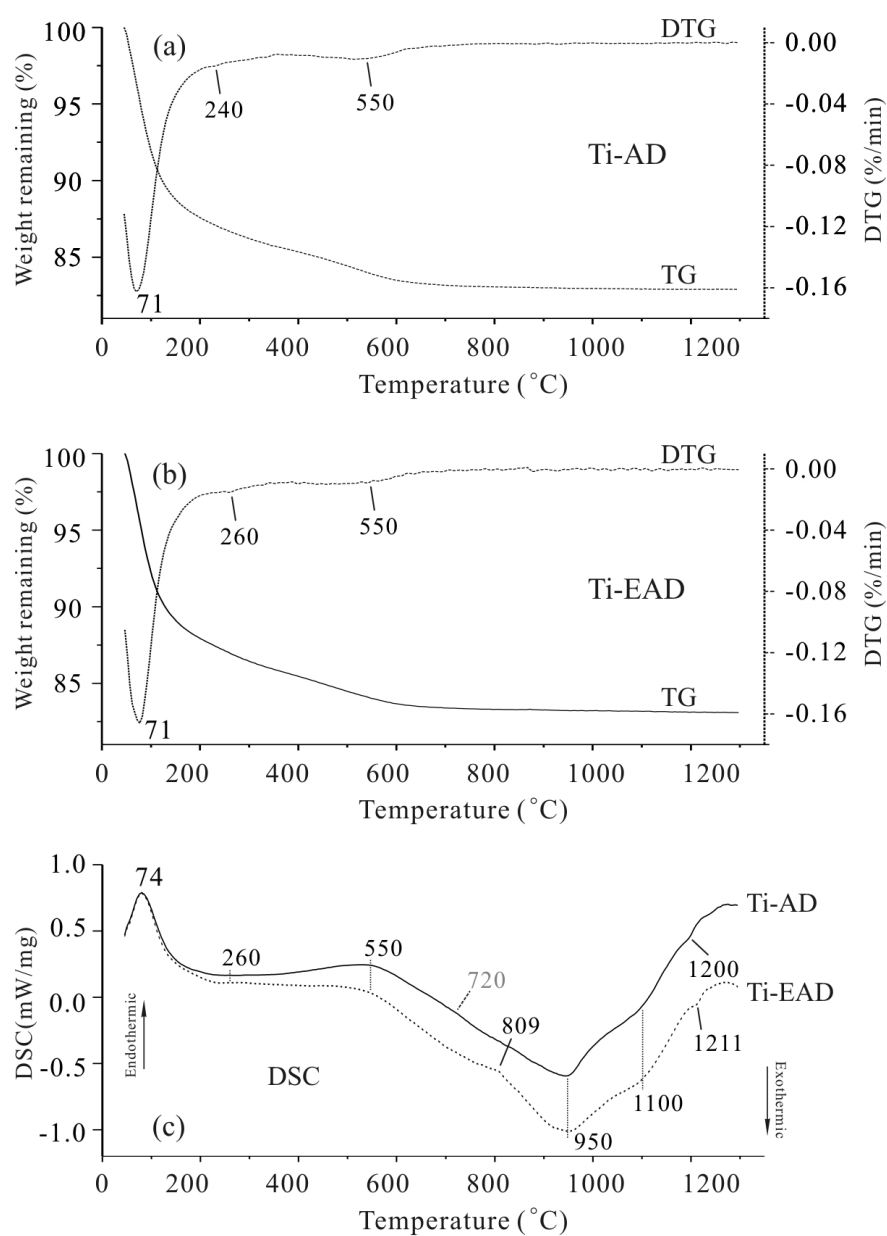 100
95
90
85
Weight remaining (%)
(a)
DTG
240
550
Ti-AD
TG
71
0.00
-0.04
-0.08
-0.12
-0.16
DTG (%/min)
0 200 400 600 800 1000 1200
Temperature (˚C)
100
95
90
85
Weight remaining (%)
(b)
DTG
260
550
Ti-EAD
TG
71
0.00
-0.04
-0.08
-0.12
-0.16
DTG (%/min)
0 200 400 600 800 1000 1200
Temperature (˚C)
1.0
0.5
0.0
-0.5
-1.0
DSC(mW/mg)
74
260
550
720
809
950
1100
1200
1211
Ti-AD
Ti-EAD
Endothermic
Exothermic
DSC
(c)
0 200 400 600 800 1000 1200
Temperature (˚C)